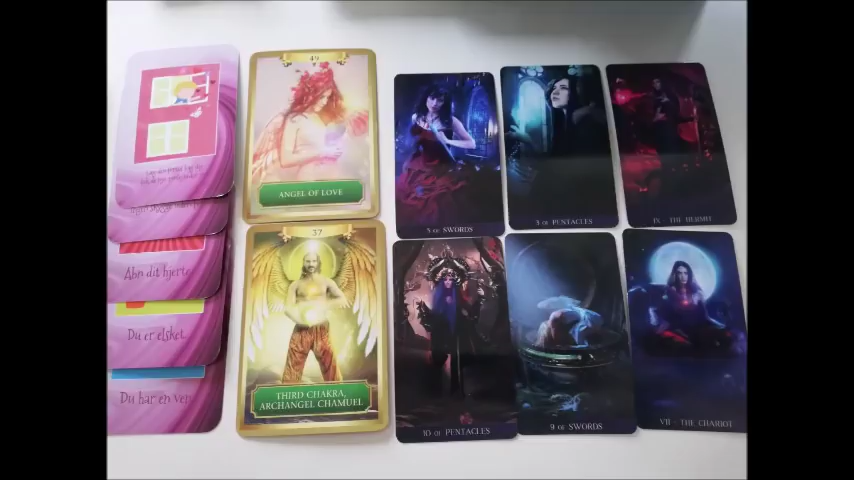 Åbn dit hjerte
Du er elsket.
Du har en ven
49
ANGEL OF LOVE
37
THIRD CHAKRA,
ARCHANGEL CHAMUEL
5 OF SWORDS
3 OF PENTACLES
IX - THE HERMIT
10 OF PENTACLES
9 OF SWORDS
VII - THE CHARIOT